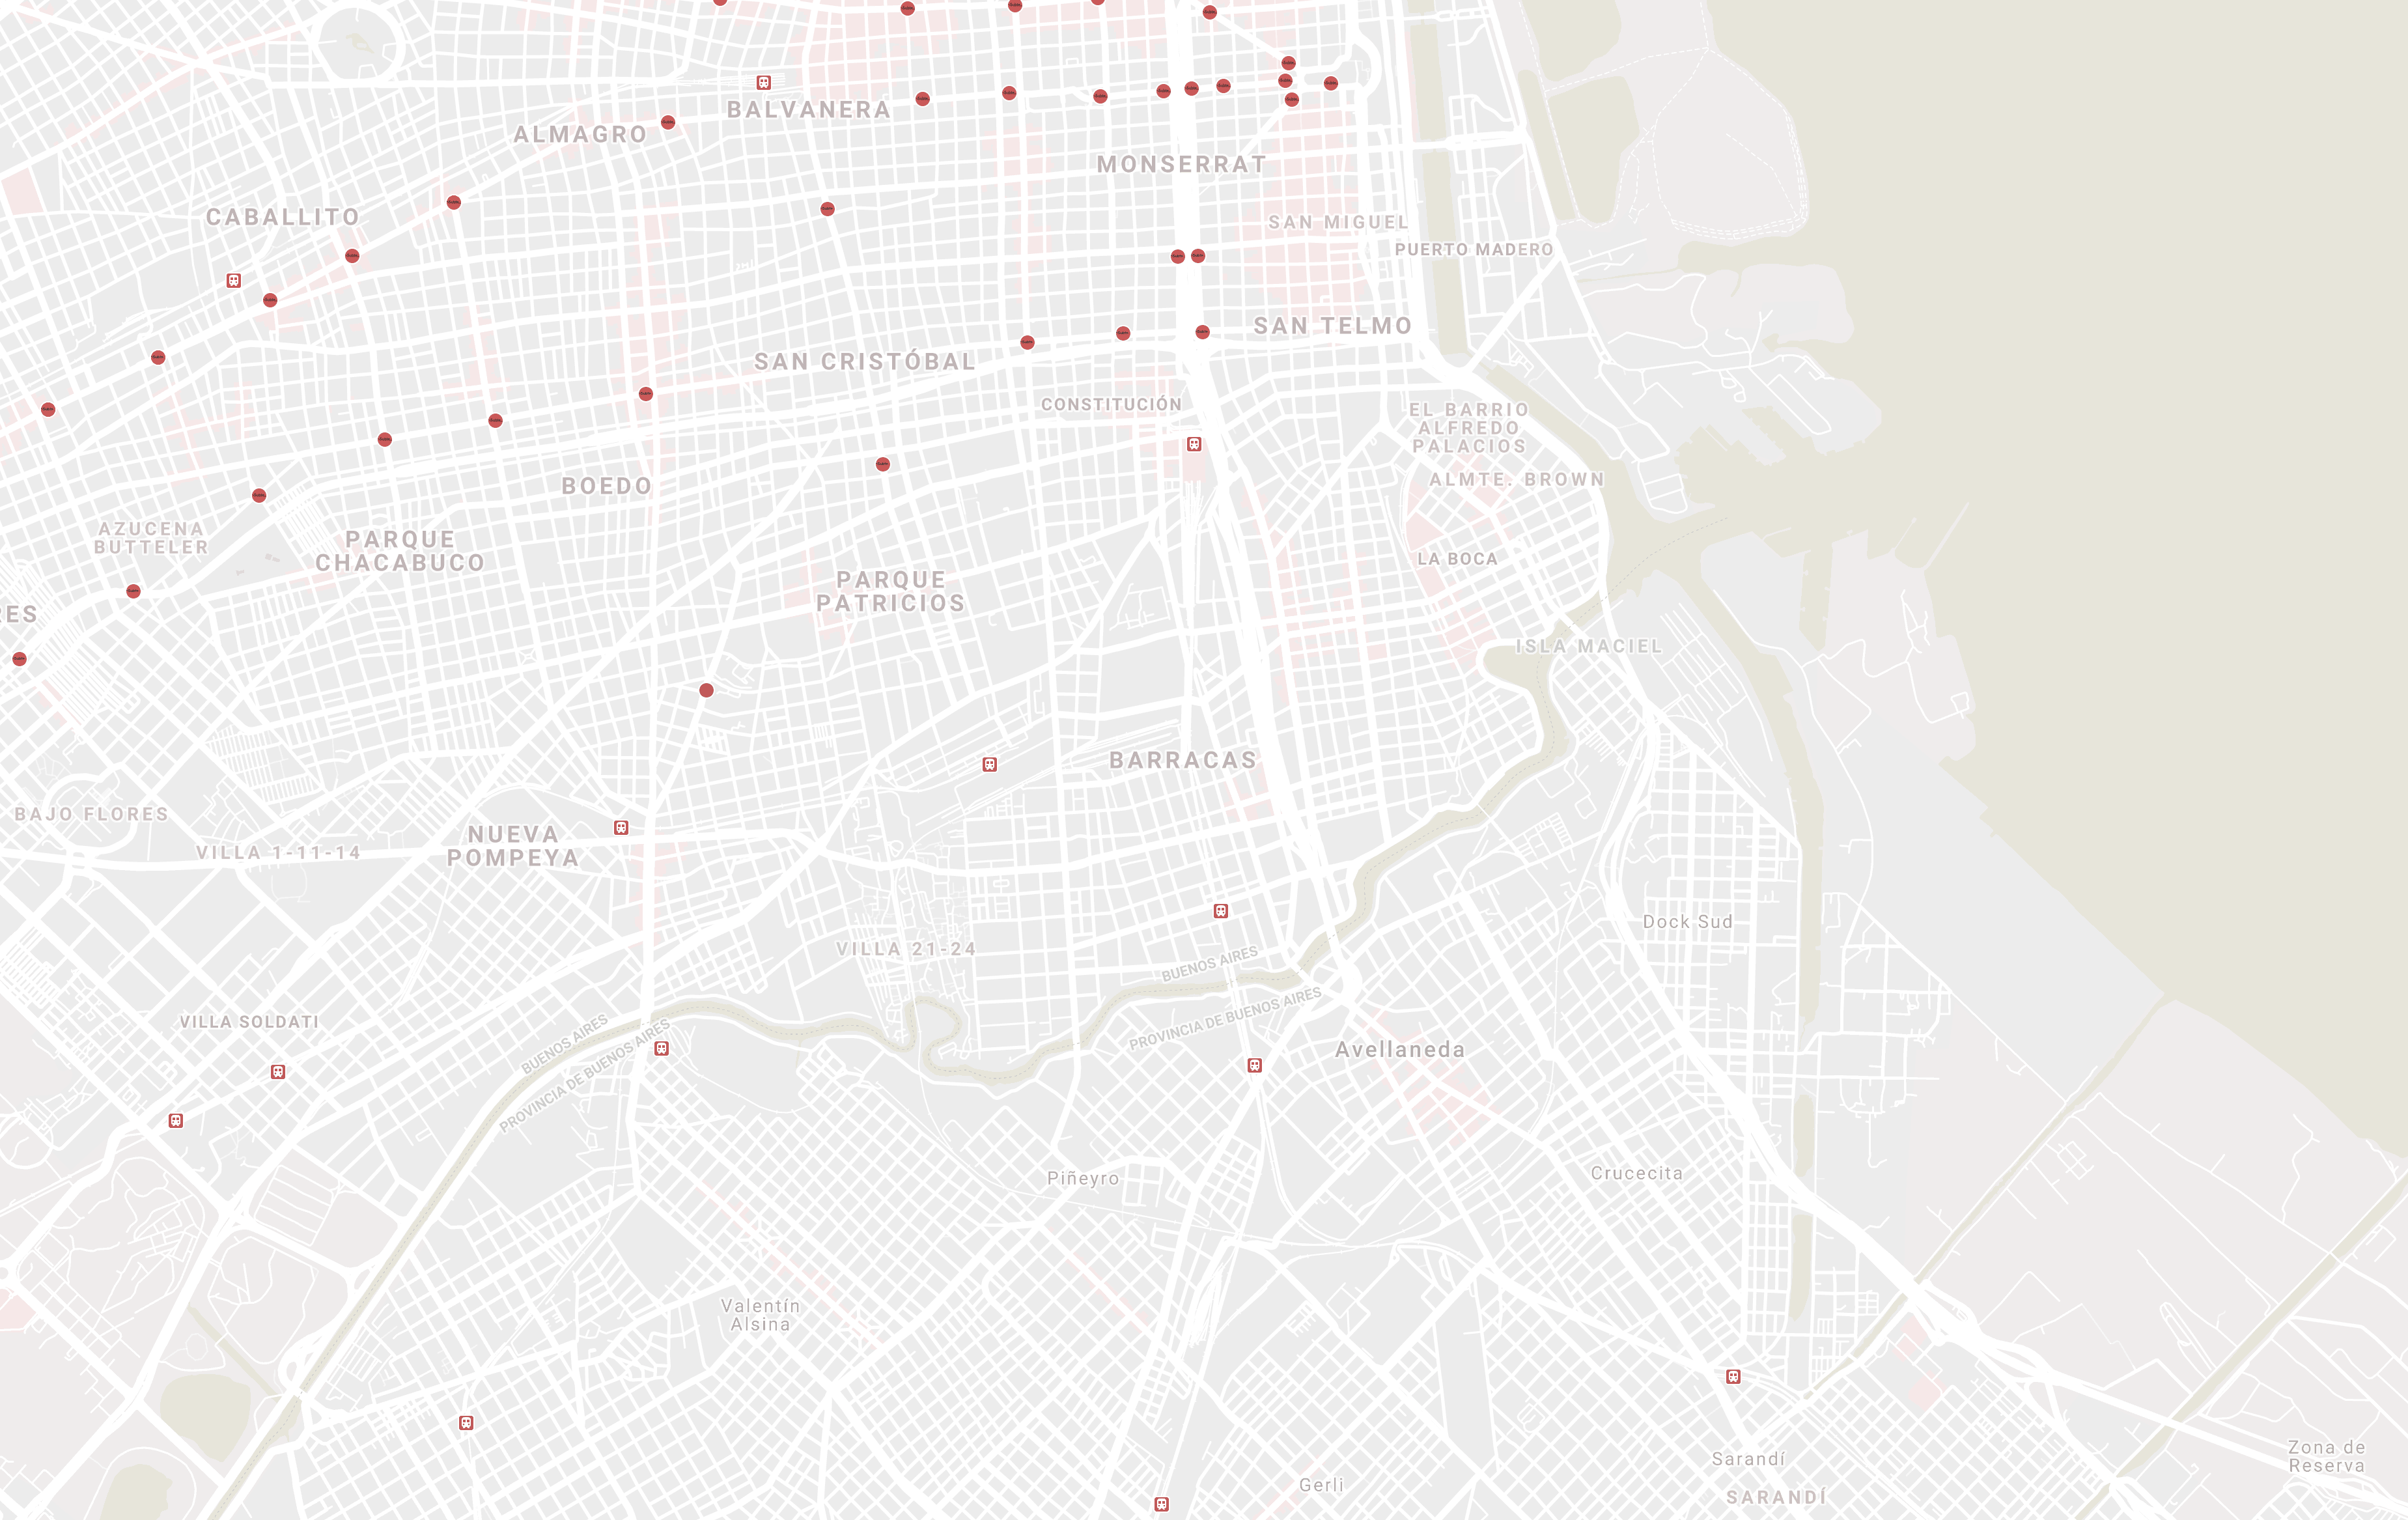 BALVANERA
ALMAGRO
MONSERRAT
CABALLITO
SAN MIGUEL
PUERTO MADERO
SAN TELMO
SAN CRISTÓBAL
CONSTITUCIÓN
EL BARRIO
ALFREDO
PALACIOS
ALMTE. BROWN
BOEDO
AZUCENA
BUTTELER
PARQUE
CHACABUCO
LA BOCA
PARQUE
PATRICIOS
RES
ISLA MACIEL
BARRACAS
BAJO FLORES
NUEVA
POMPEYA
VILLA 1-11-14
Dock Sud
VILLA 21-24
BUENOS AIRES
PROVINCIA DE BUENOS AIRES
VILLA SOLDATI
BUENOS AIRES
PROVINCIA DE BUENOS AIRES
Avellaneda
Piñeyro
Crucecita
Valentín
Alsina
Sarandí
Zona de
Reserva
Gerli
SARANDÍ